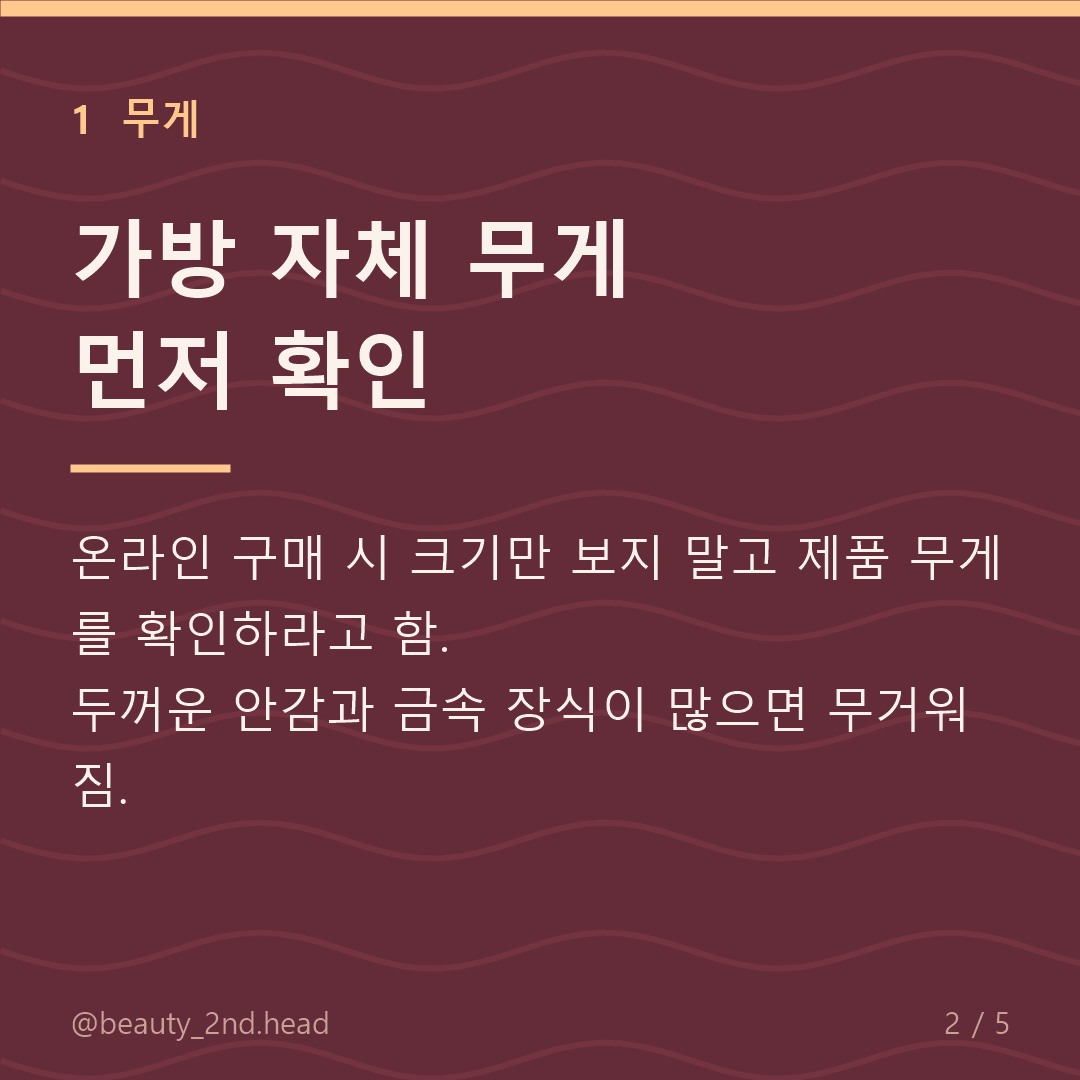 1 무게
가방 자체 무게
먼저 확인
온라인 구매 시 크기만 보지 말고 제품 무게
를 확인하라고 함.
두꺼운 안감과 금속 장식이 많으면 무거워
짐.
@beauty_2nd.head
2 / 5